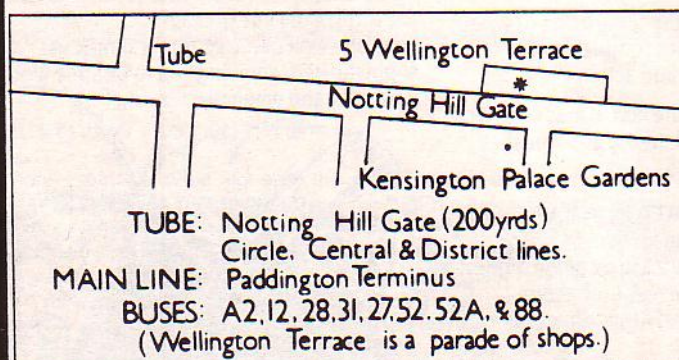 Tube
5 Wellington Terrace
*
Notting Hill Gate
Kensington Palace Gardens
TUBE: Notting Hill Gate (200yrds)
Circle, Central & District lines.
MAIN LINE: Paddington Terminus
BUSES: A2, 12, 28, 31, 27, 52. 52A, & 88.
(Wellington Terrace is a parade of shops.)